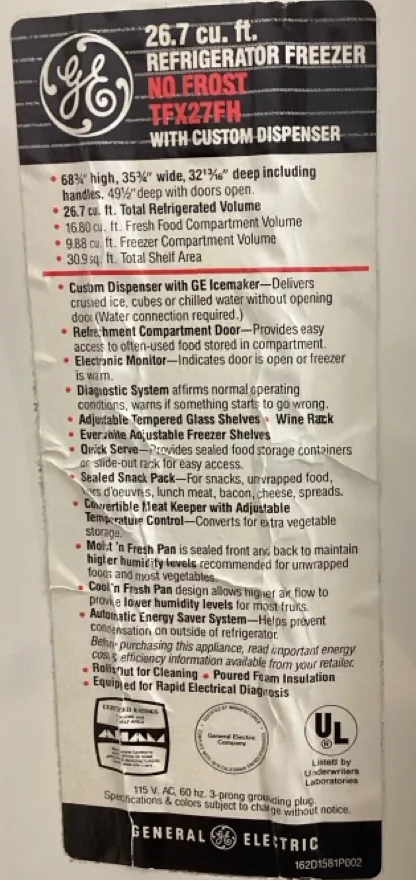 GE
26.7 cu. ft.
REFRIGERATOR FREEZER
NO FROST
TFX27FH
WITH CUSTOM DISPENSER
• 68¾" high, 35¾" wide, 32¹³⁄₁₆" deep including
handles. 49½" deep with doors open.
• 26.7 cu. ft. Total Refrigerated Volume
• 16.80 cu. ft. Fresh Food Compartment Volume
• 9.88 cu. ft. Freezer Compartment Volume
• 30.9 sq. ft. Total Shelf Area
• Custom Dispenser with GE Icemaker—Delivers
crushed ice, cubes or chilled water without opening
door. (Water connection required.)
• Refreshment Compartment Door—Provides easy
access to often-used food stored in compartment.
• Electronic Monitor—Indicates door is open or freezer
is warm.
• Diagnostic System affirms normal operating
conditions, warns if something starts to go wrong.
• Adjustable Tempered Glass Shelves • Wine Rack
• Everwhite Adjustable Freezer Shelves
• Quick Serve—Provides sealed food storage containers
or slide-out rack for easy access.
• Sealed Snack Pack—For snacks, unwrapped food,
hors d'oeuvres, lunch meat, bacon, cheese, spreads.
• Convertible Meat Keeper with Adjustable
Temperature Control—Converts for extra vegetable
storage.
• Moist 'n Fresh Pan is sealed front and back to maintain
higher humidity levels recommended for unwrapped
foods and most vegetables.
• Cool 'n Fresh Pan design allows higher air flow to
provide lower humidity levels for most fruits.
• Automatic Energy Saver System—Helps prevent
condensation on outside of refrigerator.
Before purchasing this appliance, read important energy
cost & efficiency information available from your retailer.
• Rolls Out for Cleaning • Poured Foam Insulation
• Equipped for Rapid Electrical Diagnosis
CERTIFIED RATINGS
VOLUME and
SHELF AREA
AHAM
General Electric
Company
UL
®
Listed by
Underwriters
Laboratories
115 V. AC, 60 hz. 3-prong grounding plug.
Specifications & colors subject to change without notice.
GENERAL GE ELECTRIC
162D1581P002